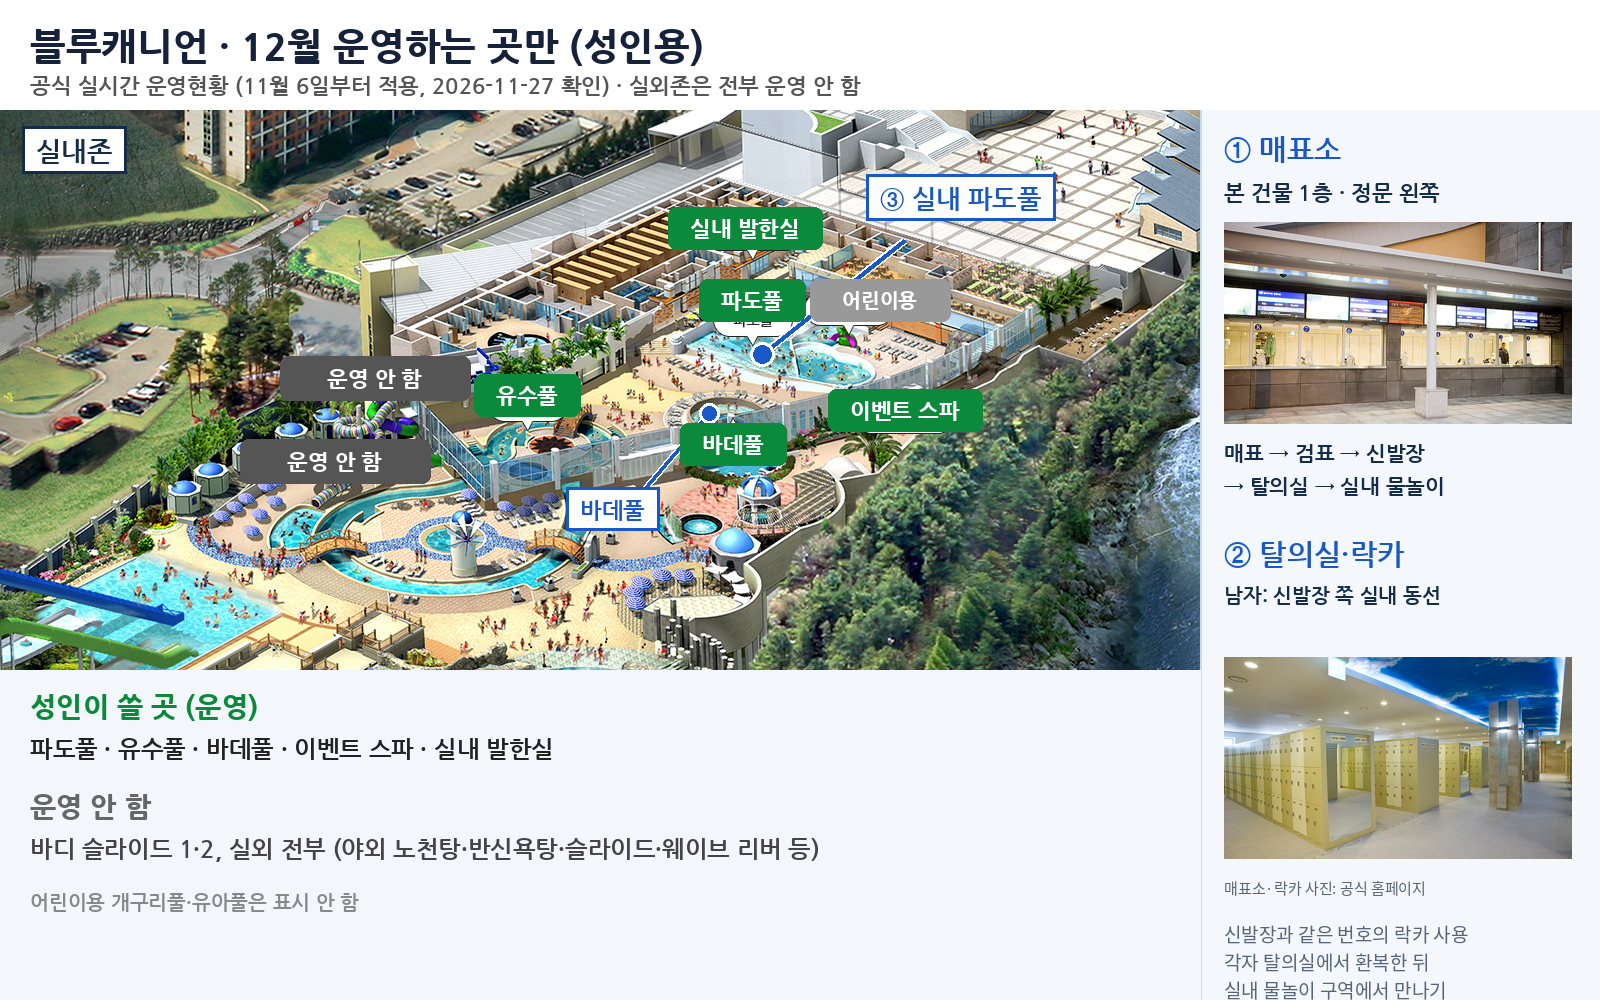 블루캐니언 · 12월 운영하는 곳만 (성인용)
공식 실시간 운영현황 (11월 6일부터 적용, 2026-11-27 확인) · 실외존은 전부 운영 안 함
실내존
③ 실내 파도풀
실내 발한실
파도풀
어린이용
파도풀
운영 안 함
유수풀
이벤트 스파
바데풀
운영 안 함
바데풀
성인이 쓸 곳 (운영)
파도풀 · 유수풀 · 바데풀 · 이벤트 스파 · 실내 발한실
운영 안 함
바디 슬라이드 1·2, 실외 전부 (야외 노천탕·반신욕탕·슬라이드·웨이브 리버 등)
어린이용 개구리풀·유아풀은 표시 안 함
① 매표소
본 건물 1층 · 정문 왼쪽
매표 → 검표 → 신발장
→ 탈의실 → 실내 물놀이
② 탈의실·락카
남자: 신발장 쪽 실내 동선
매표소·락카 사진: 공식 홈페이지
신발장과 같은 번호의 락카 사용
각자 탈의실에서 환복한 뒤
실내 물놀이 구역에서 만나기